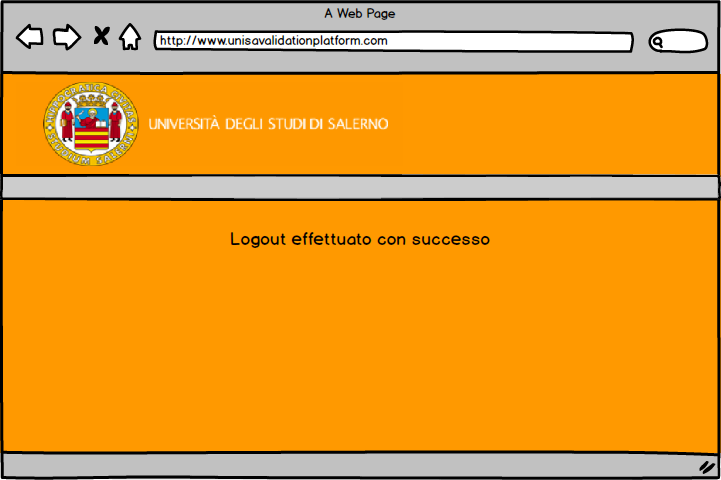 A Web Page
http://www.unisavalidationplatform.com
UNIVERSITÀ DEGLI STUDI DI SALERNO
Logout effettuato con successo